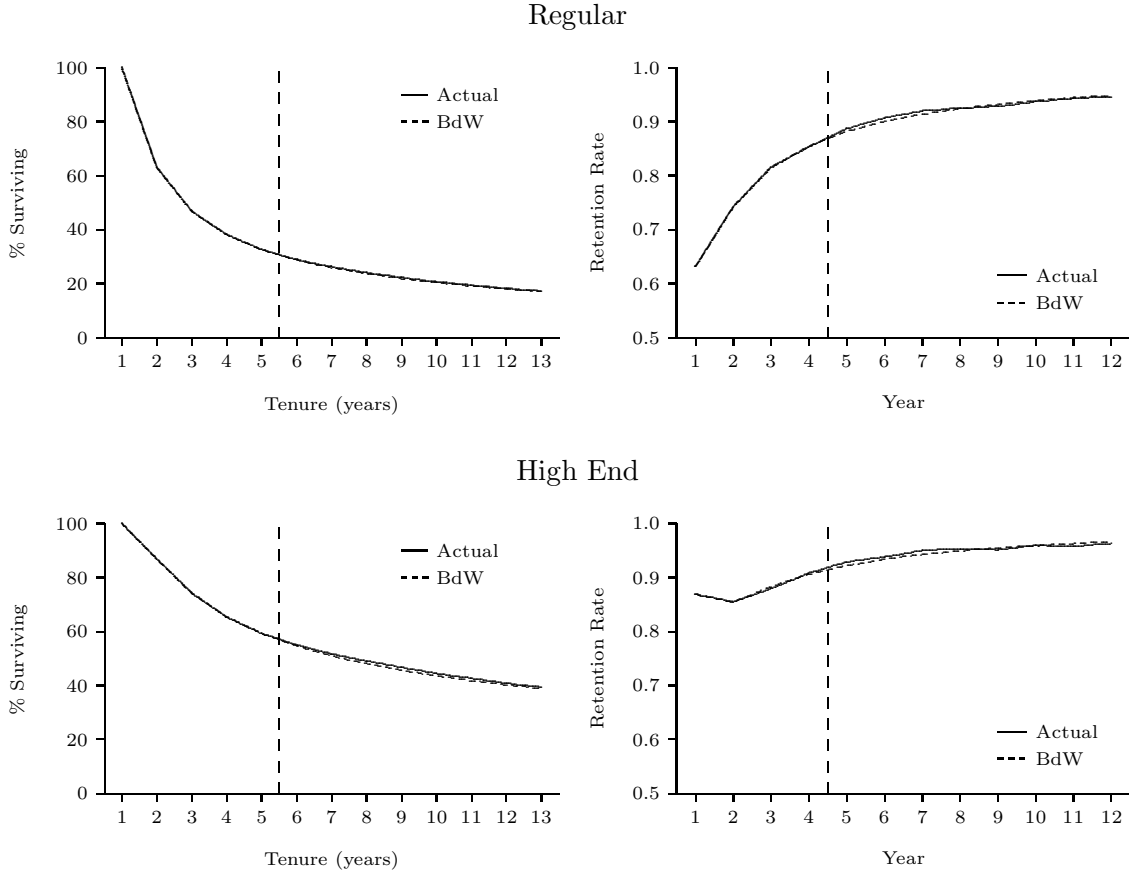 Regular
% Surviving
100
80
60
40
20
0
1 2 3 4 5 6 7 8 9 10 11 12 13
Tenure (years)
Actual
BdW
Retention Rate
1.0
0.9
0.8
0.7
0.6
0.5
1 2 3 4 5 6 7 8 9 10 11 12
Year
Actual
BdW
High End
% Surviving
100
80
60
40
20
0
1 2 3 4 5 6 7 8 9 10 11 12 13
Tenure (years)
Actual
BdW
Retention Rate
1.0
0.9
0.8
0.7
0.6
0.5
1 2 3 4 5 6 7 8 9 10 11 12
Year
Actual
BdW